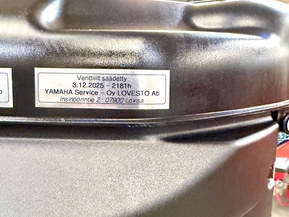 Venttiilit säädetty
3.12.2025 - 2181h
YAMAHA Service - Oy LOVESTO Ab
Insinöörintie 2 07900 Loviisa